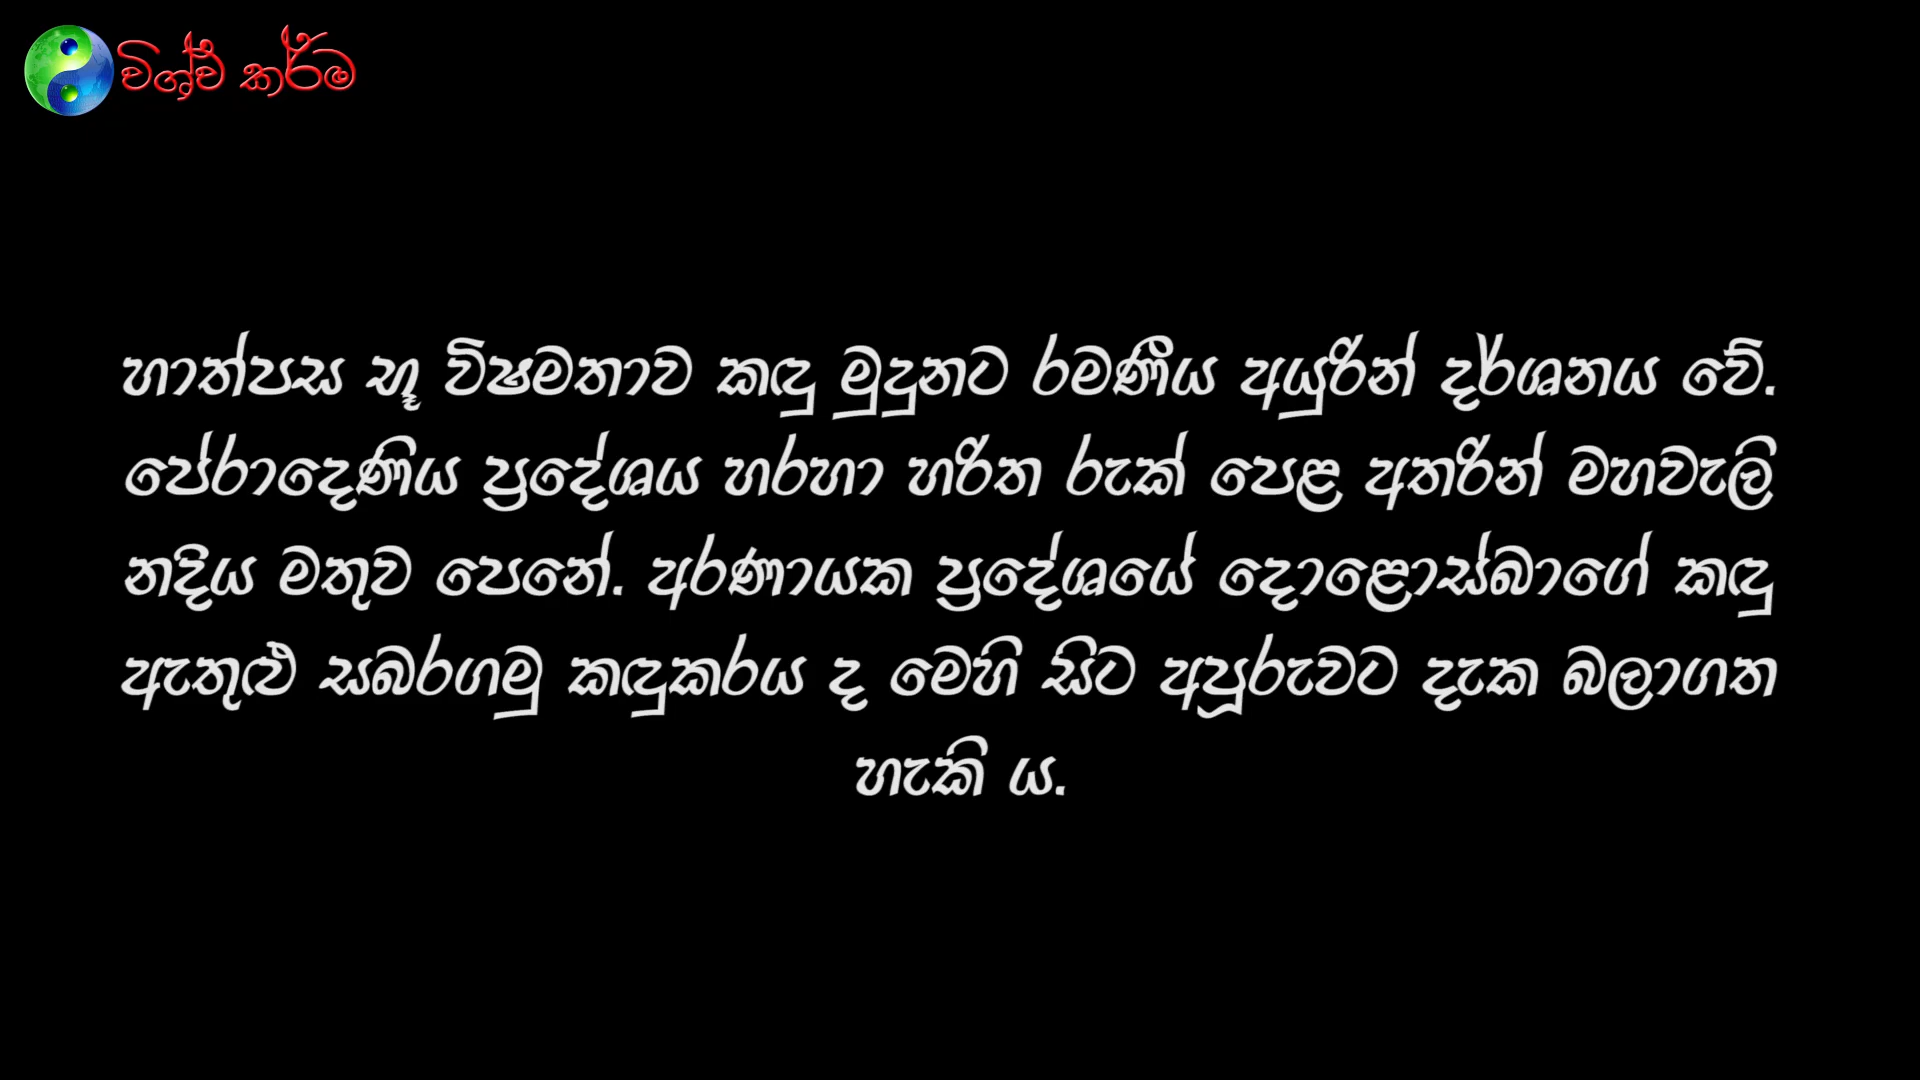 විශ්ව කර්ම
හාත්පස භූ විෂමතාව කඳු මුදුනට රමණීය අයුරින් දර්ශනය වේ.
පේරාදෙණිය ප්‍රදේශය හරහා හරිත රුක් පෙළ අතරින් මහවැලි
නදිය මතුව පෙනේ. අරණායක ප්‍රදේශයේ දොළොස්බාගේ කඳු
ඇතුළු සබරගමු කඳුකරය ද මෙහි සිට අපූරුවට දැක බලාගත
හැකි ය.